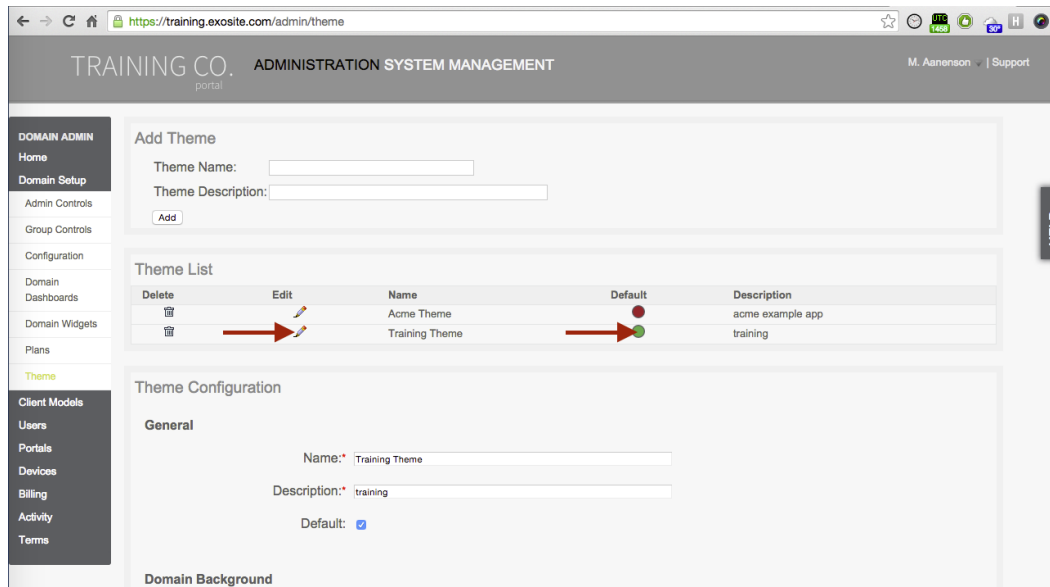 https://training.exosite.com/admin/theme
UTC
1458
30°
H
TRAINING CO.
portal
ADMINISTRATION SYSTEM MANAGEMENT
M. Aanenson | Support
DOMAIN ADMIN
Home
Domain Setup
Admin Controls
Group Controls
Configuration
Domain
Dashboards
Domain Widgets
Plans
Theme
Client Models
Users
Portals
Devices
Billing
Activity
Terms
Add Theme
Theme Name:
Theme Description:
Add
Theme List
Delete Edit Name Default Description
Acme Theme acme example app
Training Theme training
Theme Configuration
General
Name:* Training Theme
Description:* training
Default:
Domain Background